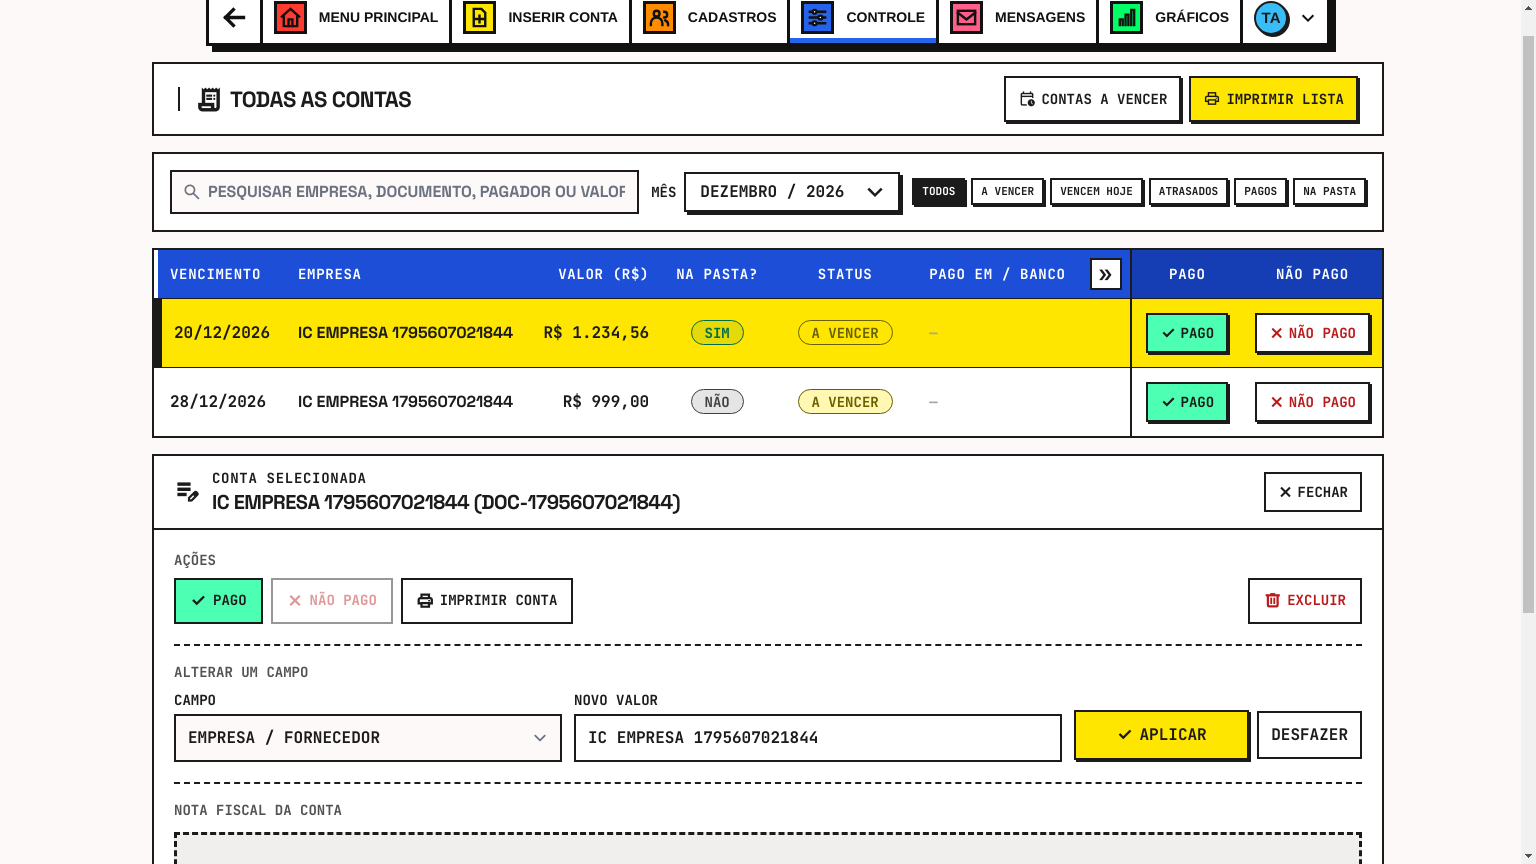 MENU PRINCIPAL
INSERIR CONTA
CADASTROS
CONTROLE
MENSAGENS
GRÁFICOS
TA
TODAS AS CONTAS
CONTAS A VENCER
IMPRIMIR LISTA
PESQUISAR EMPRESA, DOCUMENTO, PAGADOR OU VALOR
MÊS
DEZEMBRO / 2026
TODOS
A VENCER
VENCEM HOJE
ATRASADOS
PAGOS
NA PASTA
VENCIMENTO EMPRESA VALOR (R$) NA PASTA? STATUS PAGO EM / BANCO » PAGO NÃO PAGO
20/12/2026 IC EMPRESA 1795607021844 R$ 1.234,56 SIM A VENCER — PAGO NÃO PAGO
28/12/2026 IC EMPRESA 1795607021844 R$ 999,00 NÃO A VENCER — PAGO NÃO PAGO
CONTA SELECIONADA
IC EMPRESA 1795607021844 (DOC-1795607021844)
FECHAR
AÇÕES
PAGO
NÃO PAGO
IMPRIMIR CONTA
EXCLUIR
ALTERAR UM CAMPO
CAMPO
NOVO VALOR
EMPRESA / FORNECEDOR
IC EMPRESA 1795607021844
APLICAR
DESFAZER
NOTA FISCAL DA CONTA